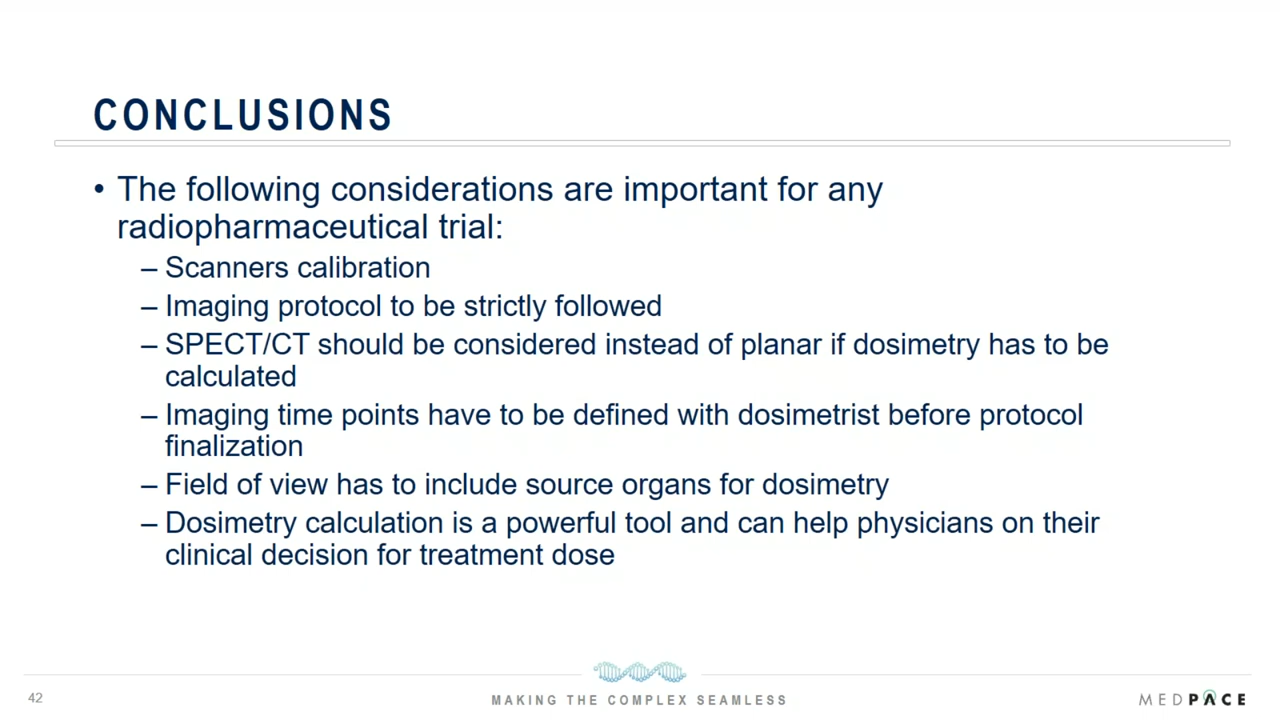 CONCLUSIONS
• The following considerations are important for any
radiopharmaceutical trial:
– Scanners calibration
– Imaging protocol to be strictly followed
– SPECT/CT should be considered instead of planar if dosimetry has to be
calculated
– Imaging time points have to be defined with dosimetrist before protocol
finalization
– Field of view has to include source organs for dosimetry
– Dosimetry calculation is a powerful tool and can help physicians on their
clinical decision for treatment dose
42
MAKING THE COMPLEX SEAMLESS
MEDPACE